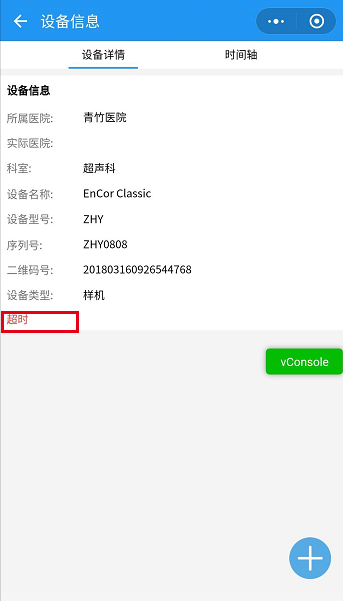 设备信息
设备详情 时间轴
设备信息
所属医院: 青竹医院
实际医院:
科室: 超声科
设备名称: EnCor Classic
设备型号: ZHY
序列号: ZHY0808
二维码号: 201803160926544768
设备类型: 样机
超时
vConsole